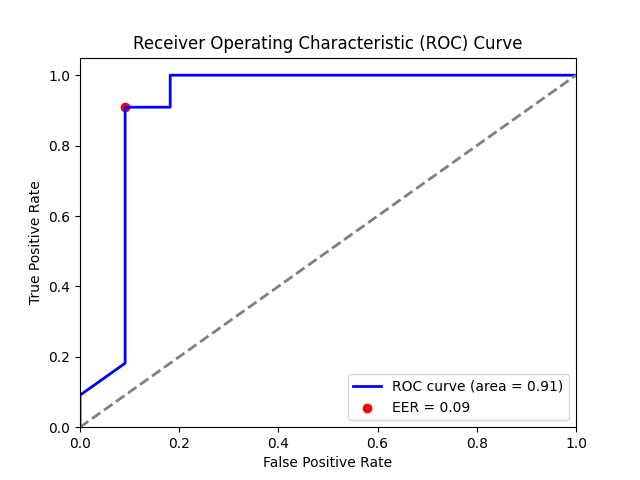 Receiver Operating Characteristic (ROC) Curve
1.0
0.8
0.6
0.4
0.2
0.0
True Positive Rate
0.0 0.2 0.4 0.6 0.8 1.0
False Positive Rate
ROC curve (area = 0.91)
EER = 0.09